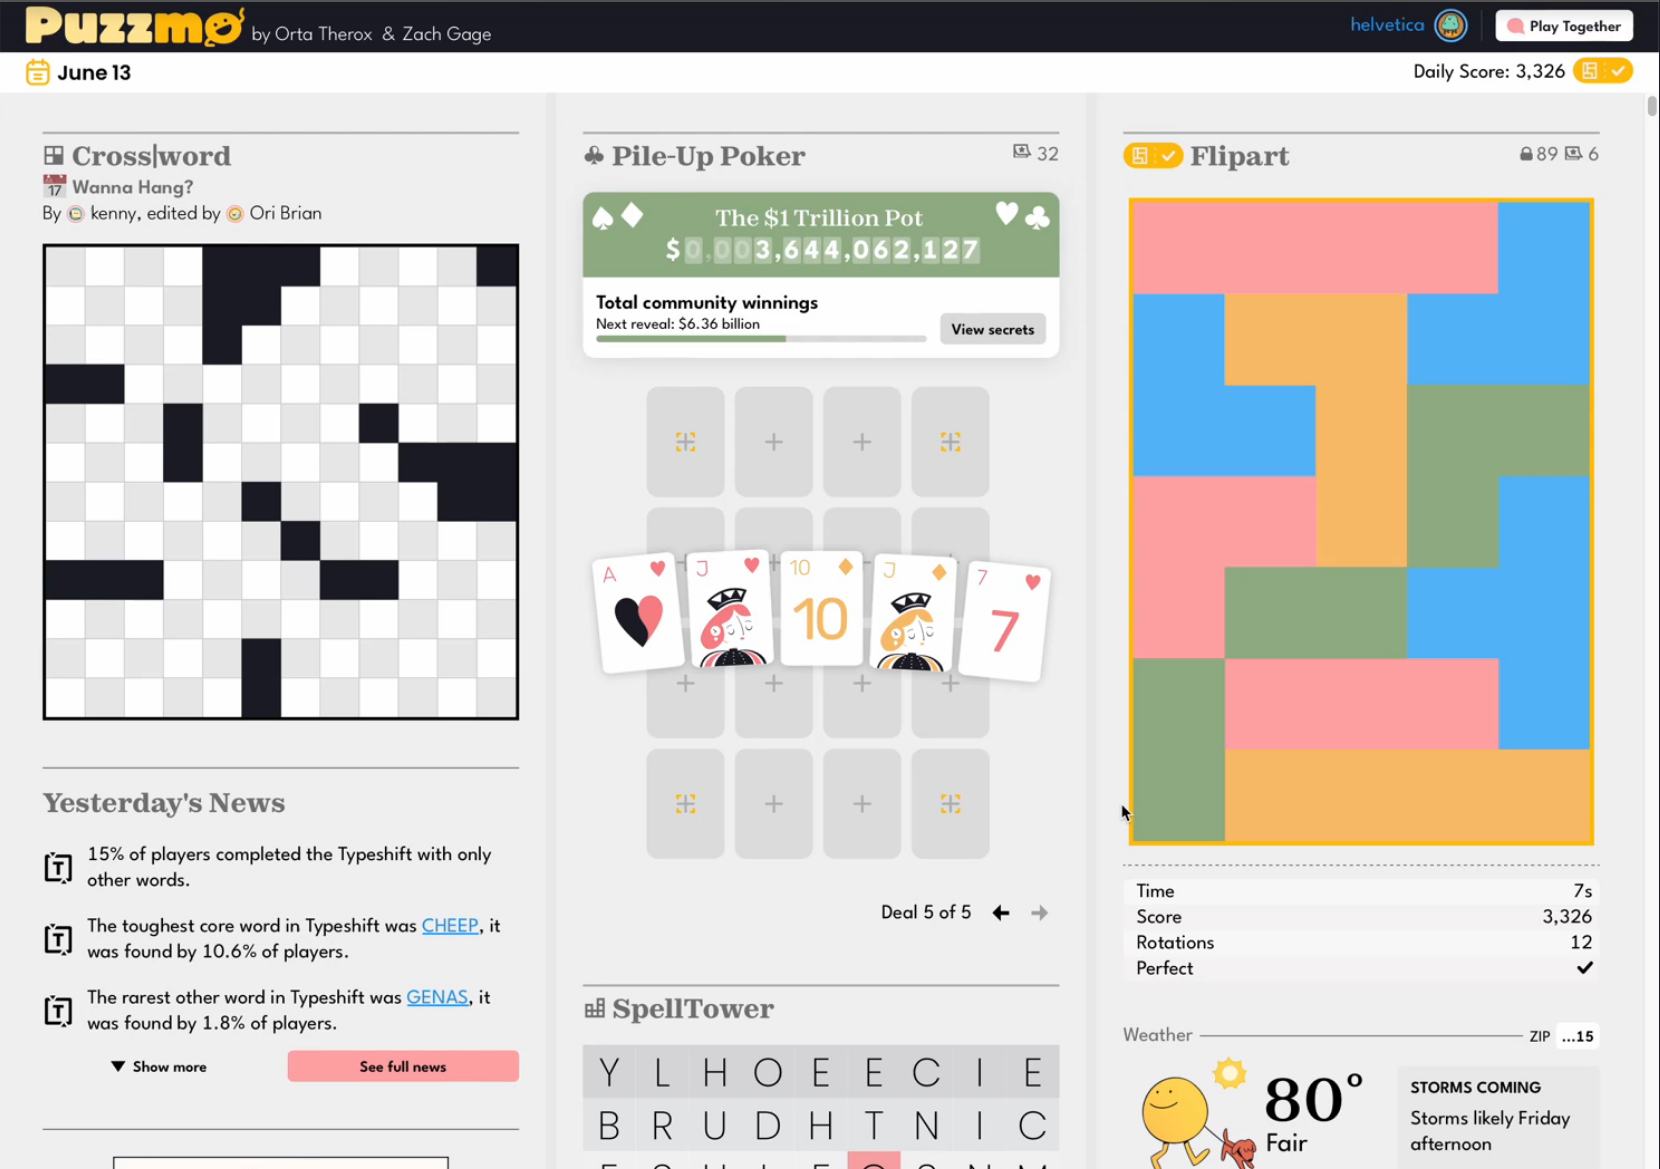 Puzzmo by Orta Therox & Zach Gage
helvetica
Play Together
June 13
Daily Score: 3,326
Cross|word
17 Wanna Hang?
By kenny, edited by Ori Brian
Yesterday's News
15% of players completed the Typeshift with only
other words.
The toughest core word in Typeshift was CHEEP, it
was found by 10.6% of players.
The rarest other word in Typeshift was GENAS, it
was found by 1.8% of players.
▼ Show more
See full news
Pile-Up Poker
32
The $1 Trillion Pot
$0,003,644,062,127
Total community winnings
Next reveal: $6.36 billion
View secrets
A J 10 J 7
10 7
Deal 5 of 5
SpellTower
Y L H O E E C I E
B R U D H T N I C
Flipart
89 6
Time 7s
Score 3,326
Rotations 12
Perfect ✓
Weather
ZIP ...15
80°
Fair
STORMS COMING
Storms likely Friday
afternoon